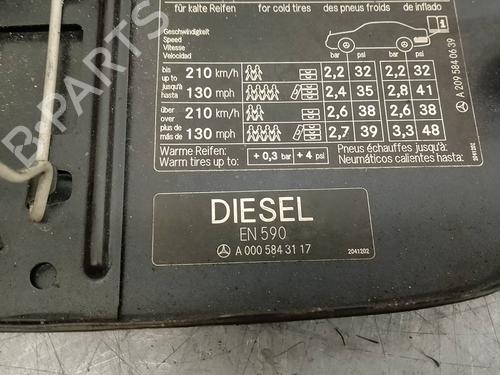 für kalte Reifen
for cold tires
des pneus froids
de inflado
Geschwindigkeit
Speed
Vitesse
Velocidad
1
bar psi bar psi
bis
up to 210 km/h 2,2 32 2,2 32
jusqu'à
hasta 130 mph 2,4 35 2,8 41
über
over 210 km/h 2,6 38 2,6 38
plus de
más de 130 mph 2,7 39 3,3 48
Warme Reifen: Pneus échauffes jusqu'à:
Warm tires up to: + 0,3 bar + 4 psi Neumáticos calientes hasta:
A 209 584 06 39
2041202
DIESEL
EN 590
A 000 584 31 17 2041202
B-PARTS